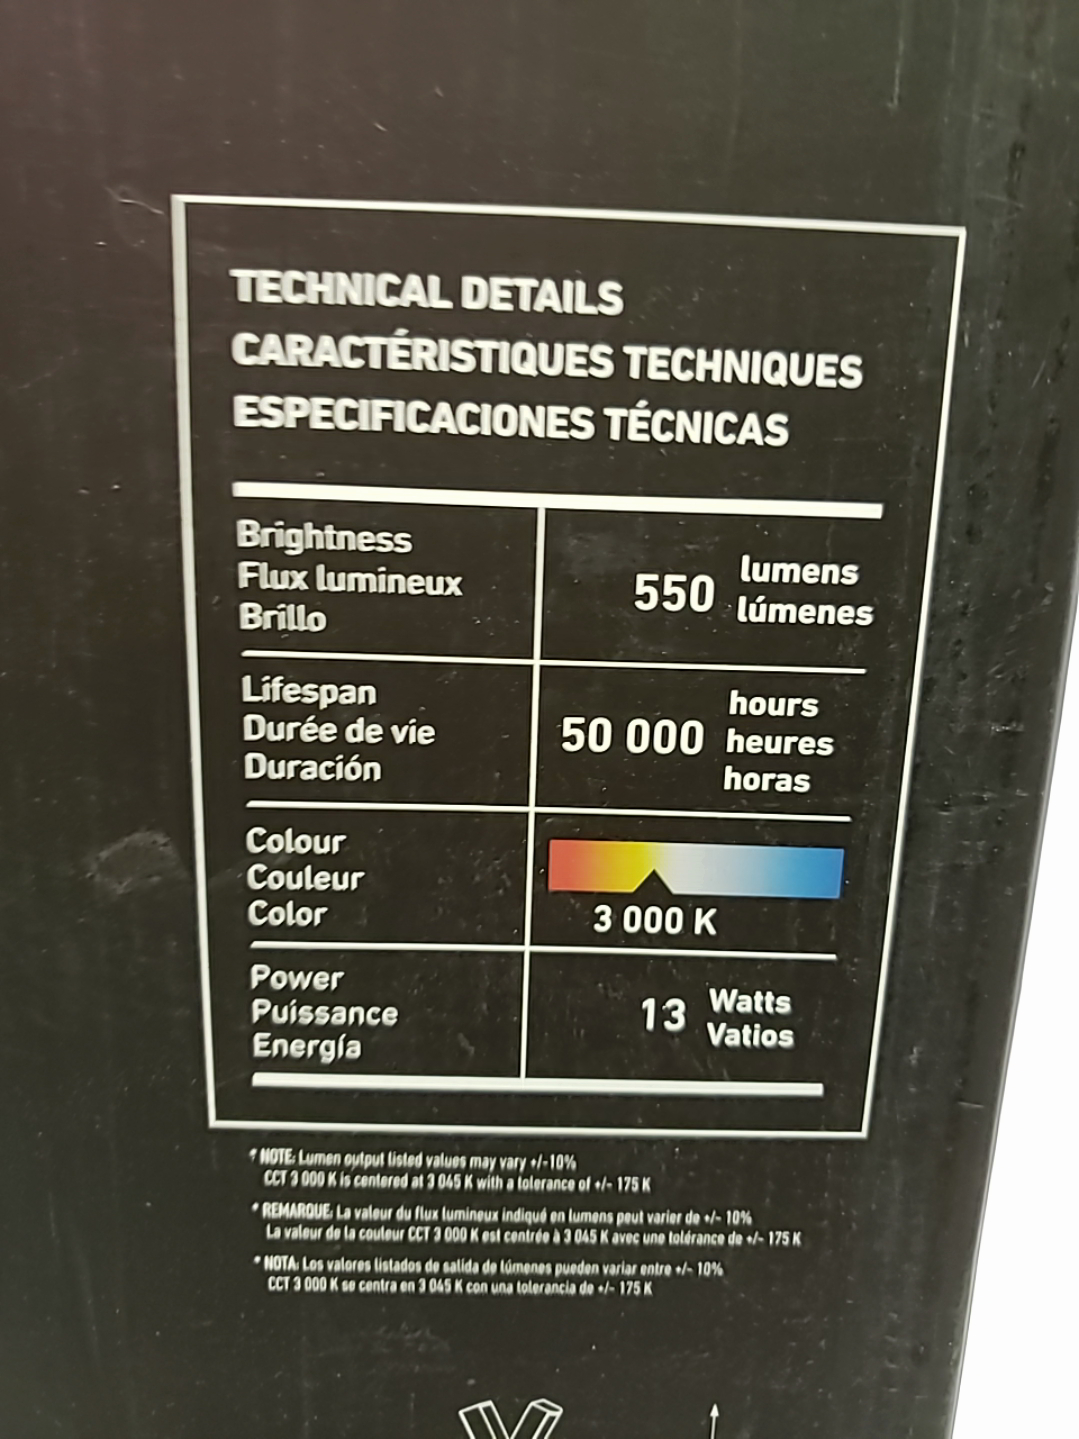 TECHNICAL DETAILS
CARACTÉRISTIQUES TECHNIQUES
ESPECIFICACIONES TÉCNICAS
Brightness
Flux lumineux
Brillo
550 lumens
lúmenes
Lifespan
Durée de vie
Duración
50 000 hours
heures
horas
Colour
Couleur
Color
3 000 K
Power
Puissance
Energía
13 Watts
Vatios
* NOTE: Lumen output listed values may vary +/-10%
CCT 3 000 K is centered at 3 045 K with a tolerance of +/- 175 K
* REMARQUE: La valeur du flux lumineux indiqué en lumens peut varier de +/- 10%
La valeur de la couleur CCT 3 000 K est centrée à 3 045 K avec une tolérance de +/- 175 K
* NOTA: Los valores listados de salida de lúmenes pueden variar entre +/- 10%
CCT 3 000 K se centra en 3 045 K con una tolerancia de +/- 175 K